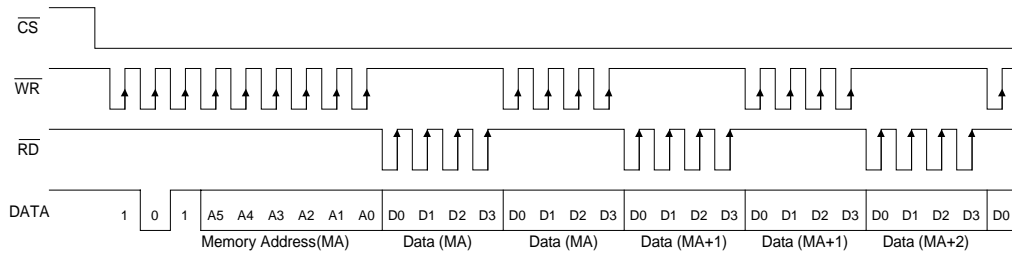 CS
WR
RD
DATA 1 0 1 A5 A4 A3 A2 A1 A0 D0 D1 D2 D3 D0 D1 D2 D3 D0 D1 D2 D3 D0 D1 D2 D3 D0 D1 D2 D3 D0
Memory Address(MA) Data (MA) Data (MA) Data (MA+1) Data (MA+1) Data (MA+2)